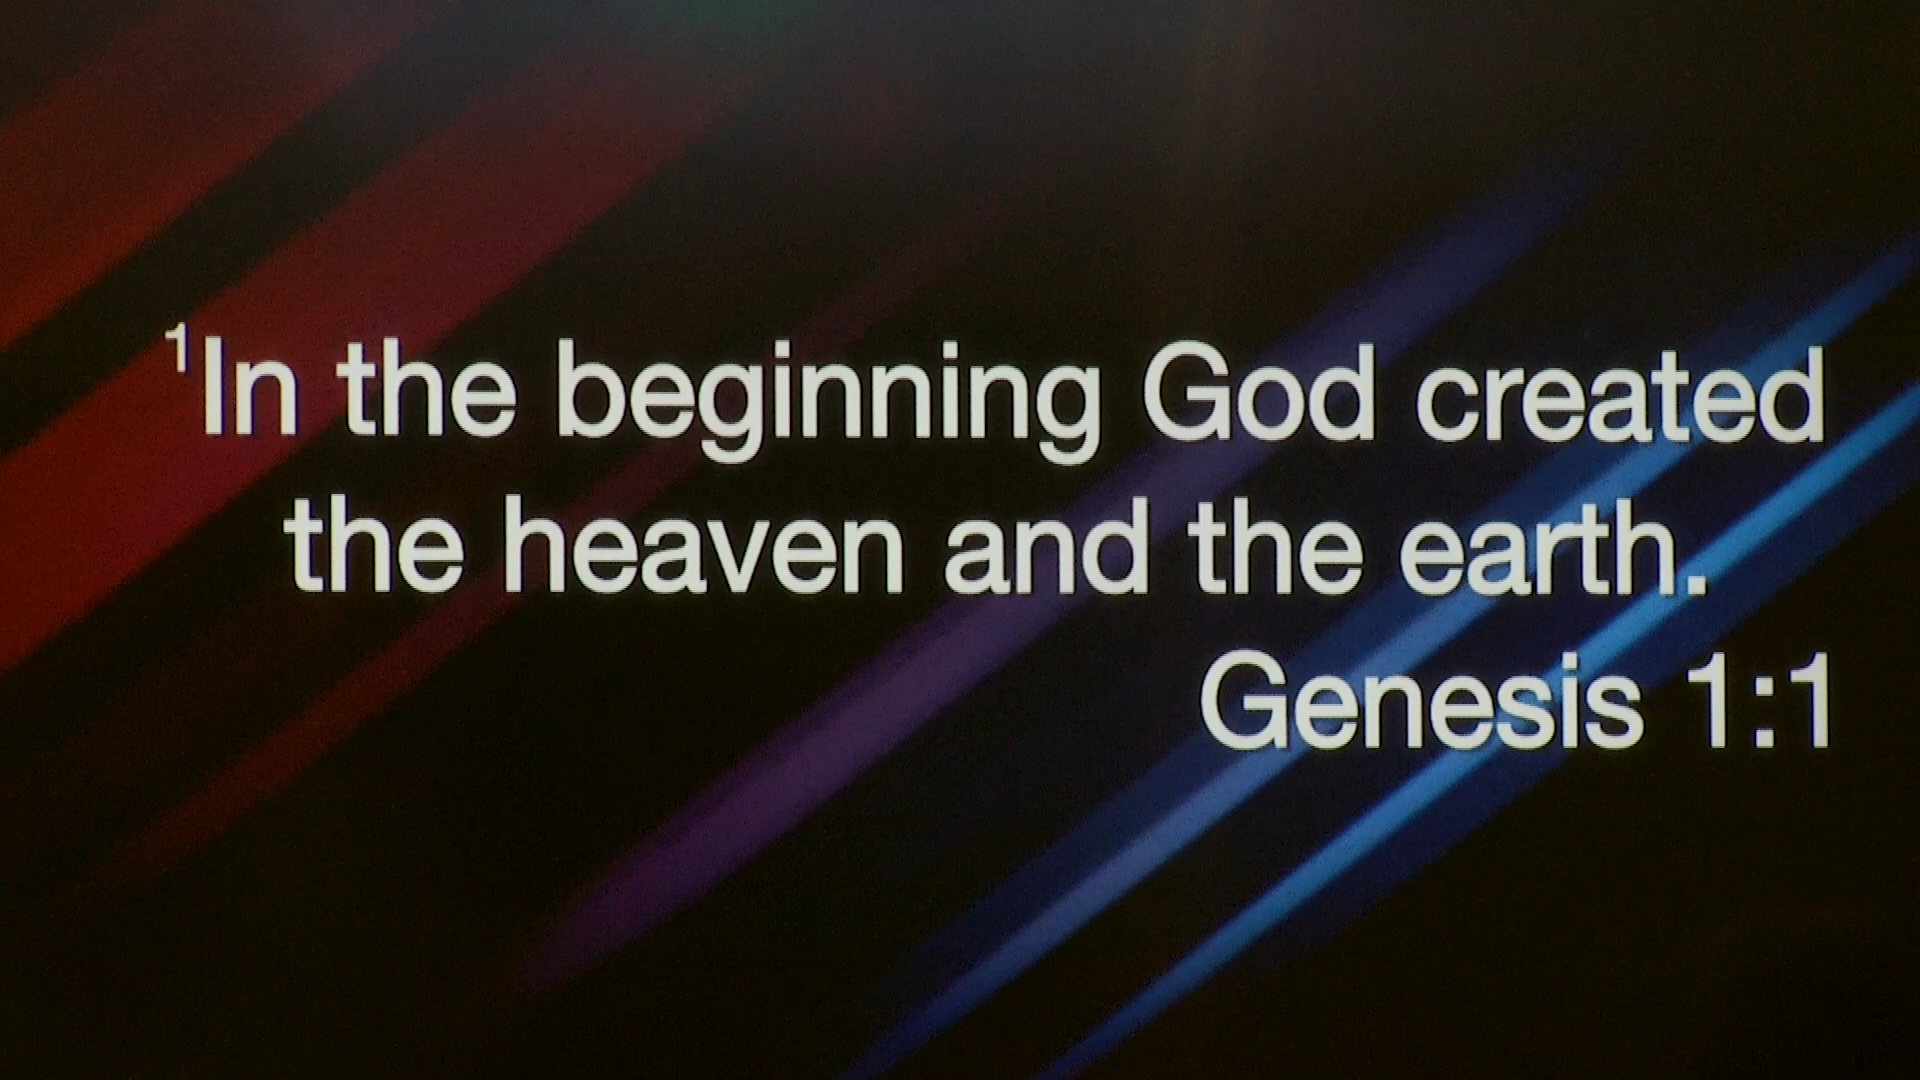 ¹In the beginning God created
the heaven and the earth.
Genesis 1:1